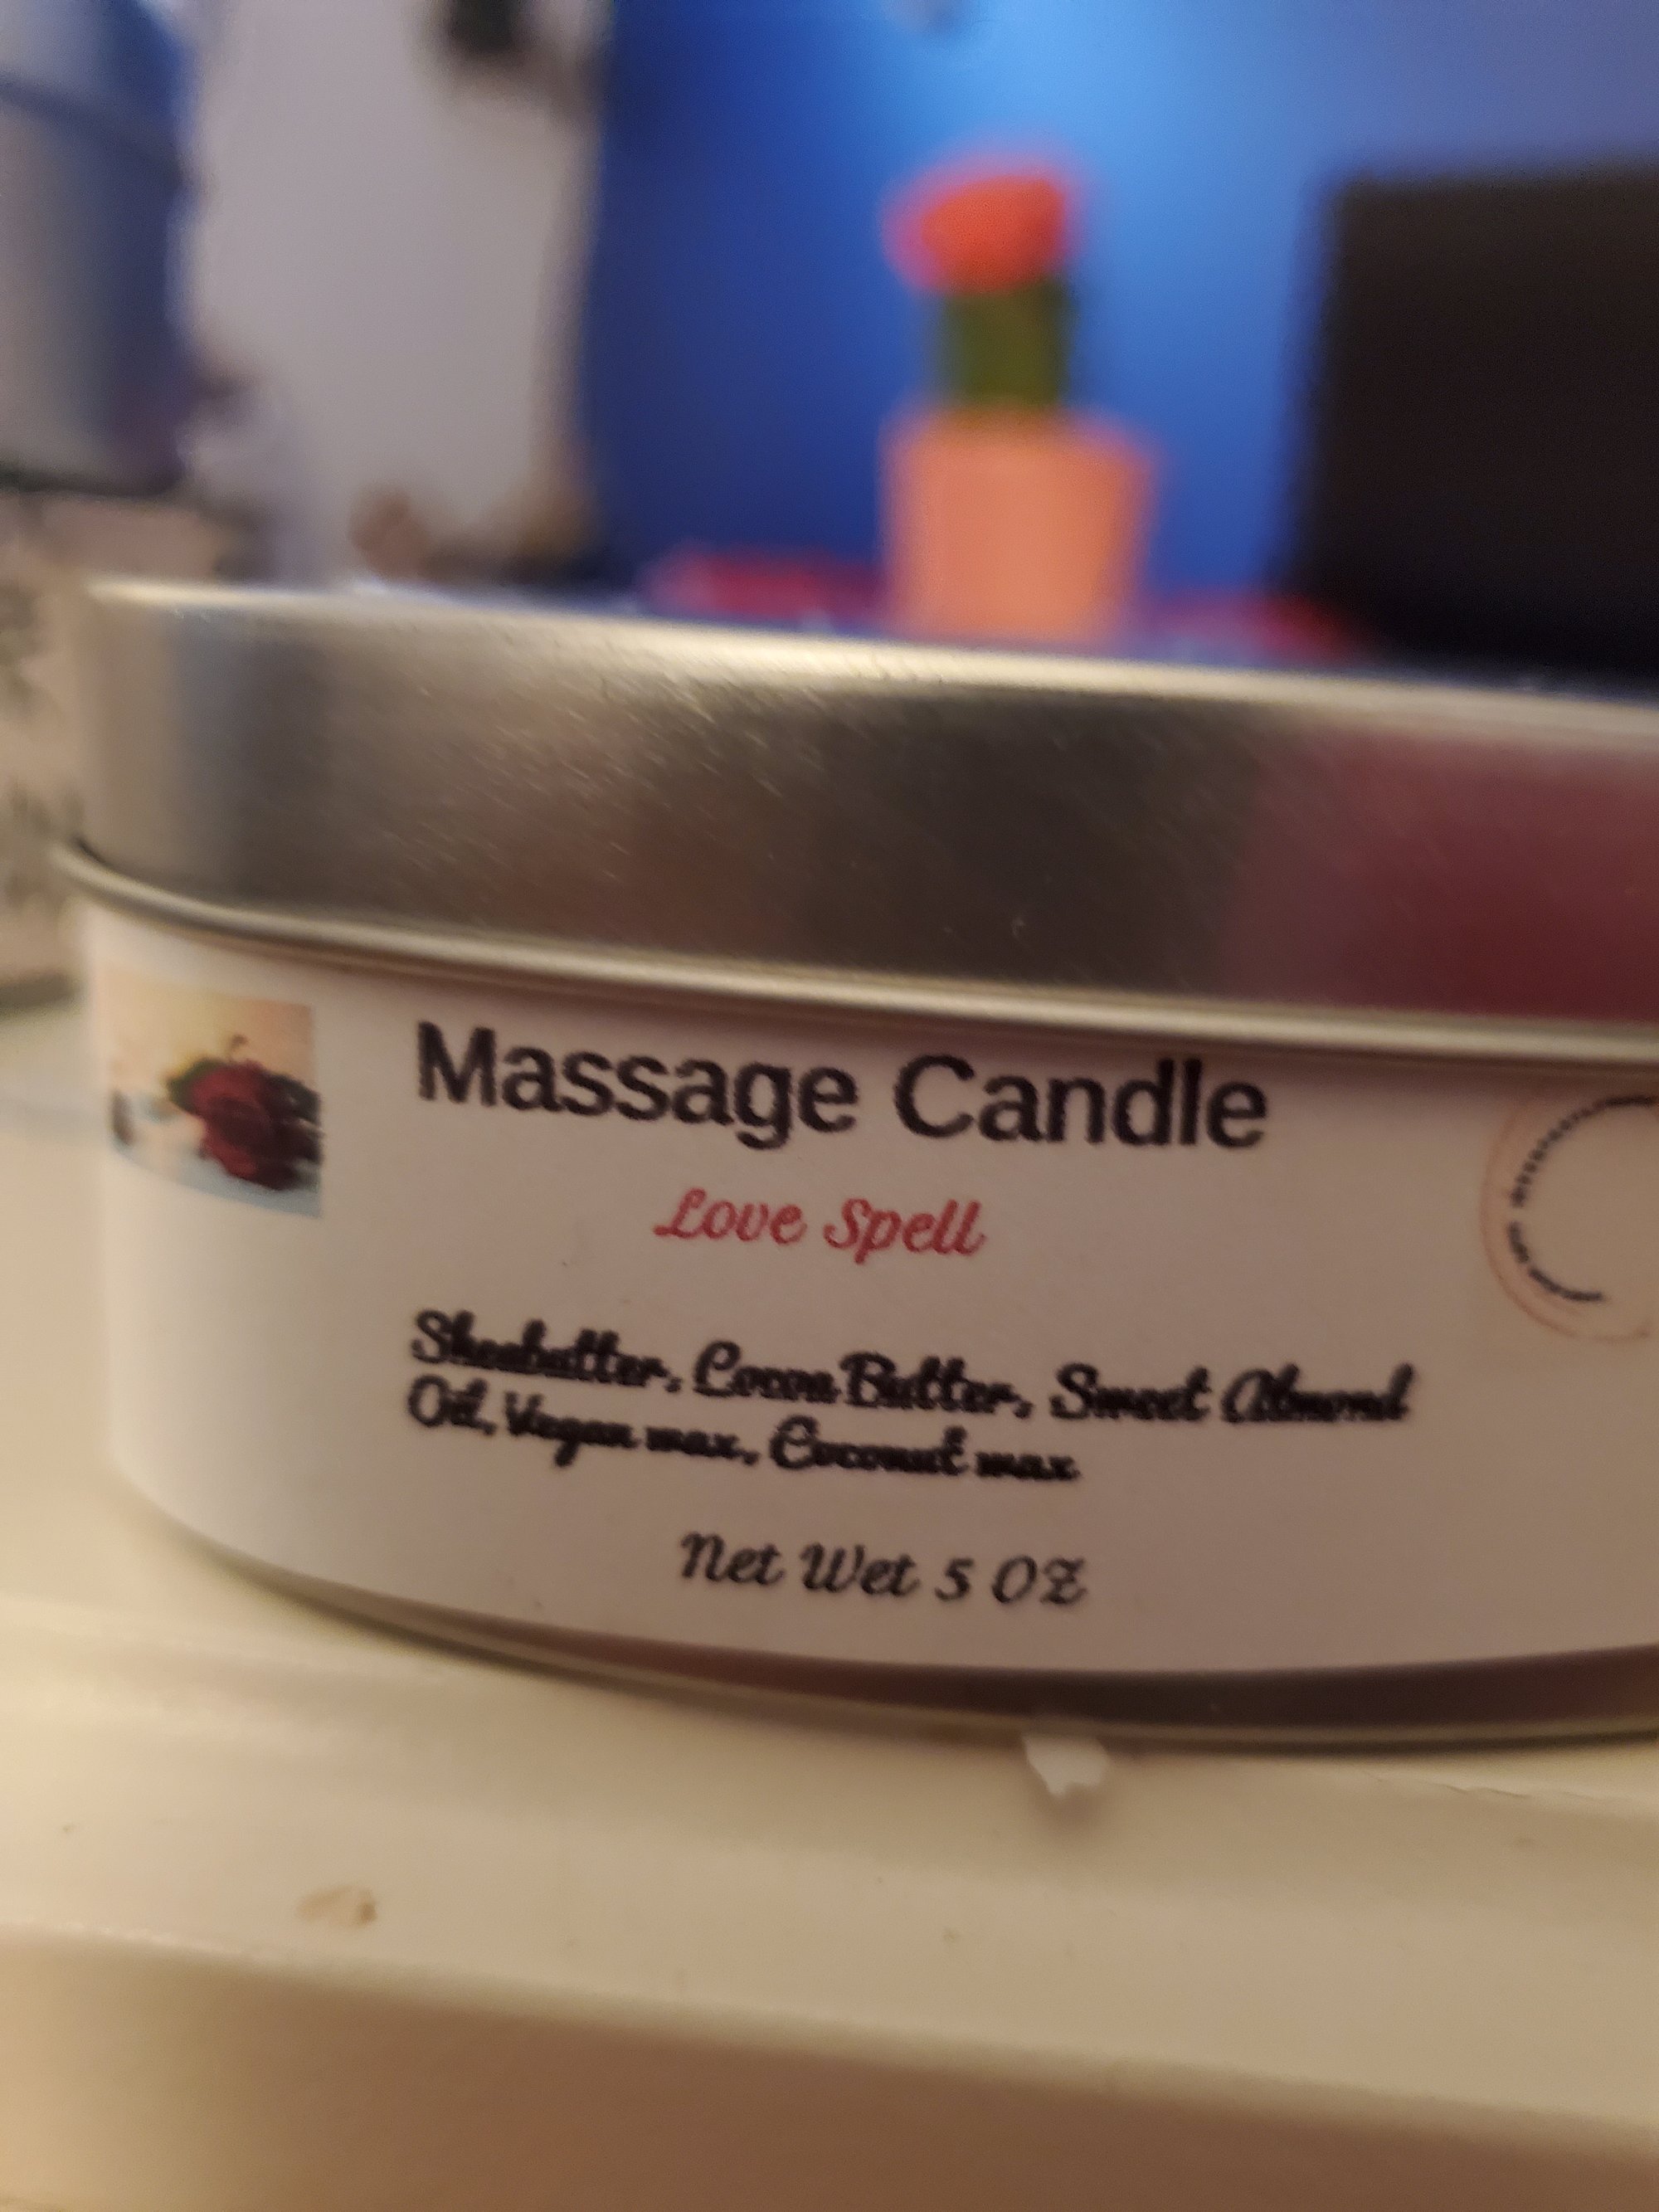 Massage Candle
Love Spell
Sheabutter, Cocoa Butter, Sweet Almond
Oil, Vegan wax, Coconut wax
Net Wet 5 OZ